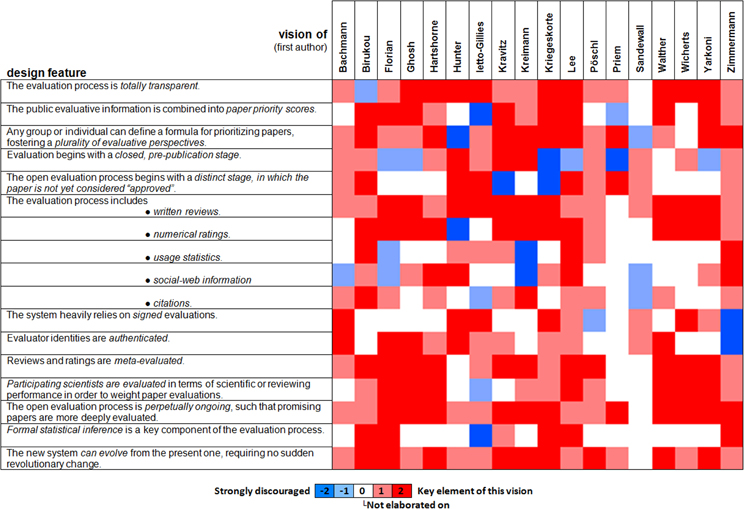 vision of
(first author)
design feature
Bachmann
Birukou
Florian
Ghosh
Hartshorne
Hunter
Ietto-Gillies
Kravitz
Kreimann
Kriegeskorte
Lee
Pöschl
Priem
Sandewall
Walther
Wicherts
Yarkoni
Zimmermann
The evaluation process is totally transparent.
The public evaluative information is combined into paper priority scores.
Any group or individual can define a formula for prioritizing papers,
fostering a plurality of evaluative perspectives.
Evaluation begins with a closed, pre-publication stage.
The open evaluation process begins with a distinct stage, in which the
paper is not yet considered “approved”.
The evaluation process includes
● written reviews.
● numerical ratings.
● usage statistics.
● social-web information
● citations.
The system heavily relies on signed evaluations.
Evaluator identities are authenticated.
Reviews and ratings are meta-evaluated.
Participating scientists are evaluated in terms of scientific or reviewing
performance in order to weight paper evaluations.
The open evaluation process is perpetually ongoing, such that promising
papers are more deeply evaluated.
Formal statistical inference is a key component of the evaluation process.
The new system can evolve from the present one, requiring no sudden
revolutionary change.
Strongly discouraged -2 -1 0 1 2 Key element of this vision
Not elaborated on